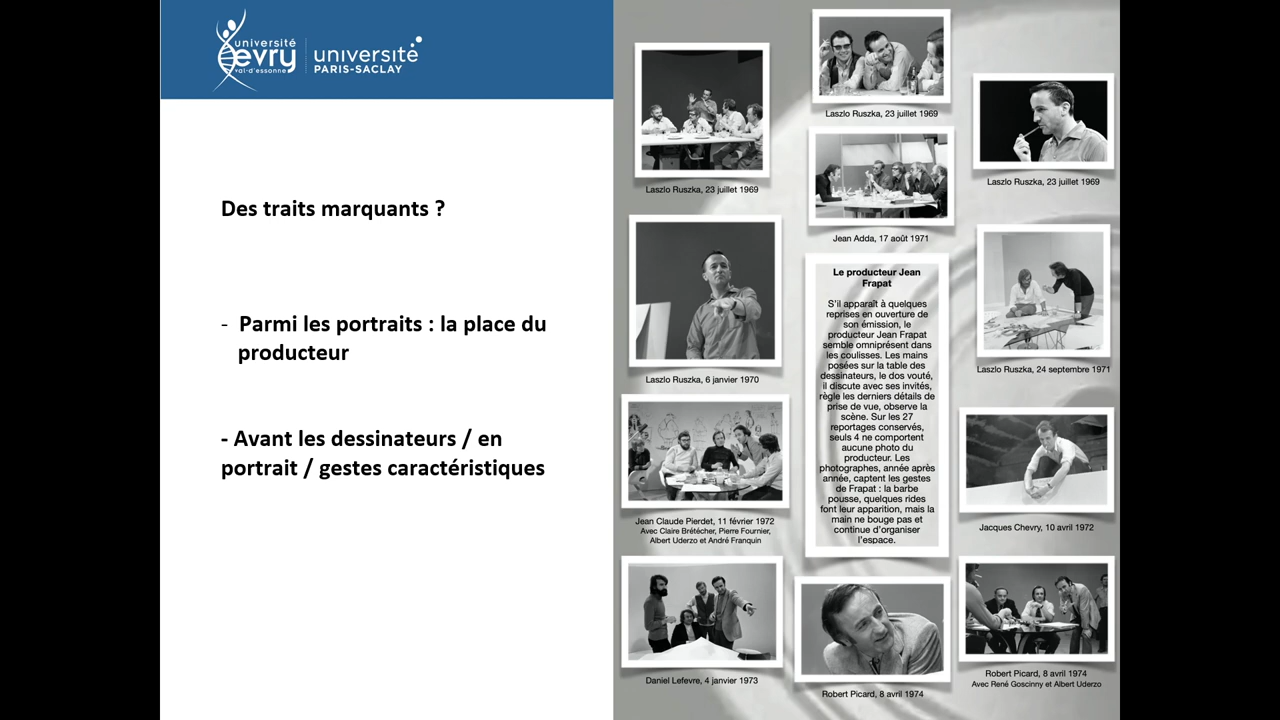 université
evry
val-d'essonne
université
PARIS-SACLAY
Des traits marquants ?
- Parmi les portraits : la place du
producteur
- Avant les dessinateurs / en
portrait / gestes caractéristiques
Laszlo Ruszka, 23 juillet 1969
Laszlo Ruszka, 23 juillet 1969
Laszlo Ruszka, 23 juillet 1969
Jean Adda, 17 août 1971
Laszlo Ruszka, 6 janvier 1970
Laszlo Ruszka, 24 septembre 1971
Le producteur Jean
Frapat
S'il apparaît à quelques
reprises en ouverture de
son émission, le
producteur Jean Frapat
semble omniprésent dans
les coulisses. Les mains
posées sur la table des
dessinateurs, le dos vouté,
il discute avec ses invités,
règle les derniers détails de
prise de vue, observe la
scène. Sur les 27
reportages conservés,
seuls 4 ne comportent
aucune photo du
producteur. Les
photographes, année après
année, captent les gestes
de Frapat : la barbe
pousse, quelques rides
font leur apparition, mais la
main ne bouge pas et
continue d'organiser
l'espace.
Jean Claude Pierdet, 11 février 1972
Avec Claire Brétécher, Pierre Fournier,
Albert Uderzo et André Franquin
Jacques Chevry, 10 avril 1972
Daniel Lefevre, 4 janvier 1973
Robert Picard, 8 avril 1974
Robert Picard, 8 avril 1974
Avec René Goscinny et Albert Uderzo